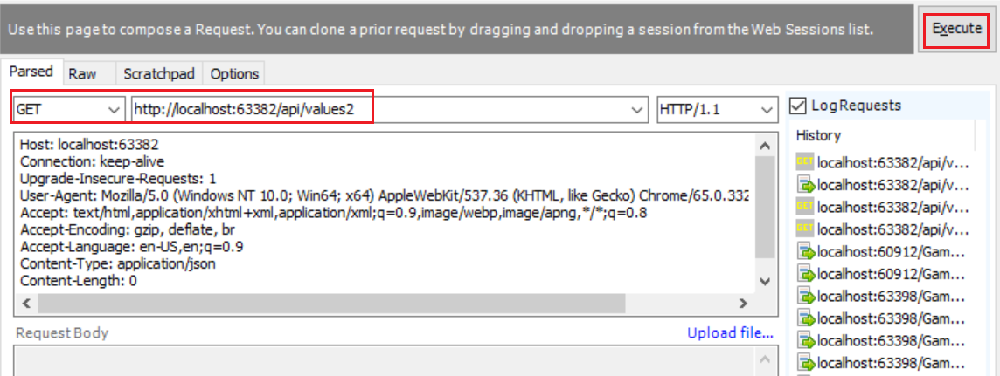 Use this page to compose a Request. You can clone a prior request by dragging and dropping a session from the Web Sessions list.
Execute
Parsed
Raw
Scratchpad
Options
GET
http://localhost:63382/api/values2
HTTP/1.1
Log Requests
Host: localhost:63382
Connection: keep-alive
Upgrade-Insecure-Requests: 1
User-Agent: Mozilla/5.0 (Windows NT 10.0; Win64; x64) AppleWebKit/537.36 (KHTML, like Gecko) Chrome/65.0.332
Accept: text/html,application/xhtml+xml,application/xml;q=0.9,image/webp,image/apng,*/*;q=0.8
Accept-Encoding: gzip, deflate, br
Accept-Language: en-US,en;q=0.9
Content-Type: application/json
Content-Length: 0
History
GET localhost:63382/api/v...
localhost:63382/api/v...
GET localhost:63382/api/v...
GET localhost:63382/api/v...
localhost:60912/Gam...
localhost:60912/Gam...
localhost:63398/Gam...
localhost:63398/Gam...
localhost:63398/Gam...
localhost:63398/Gam...
Request Body
Upload file...